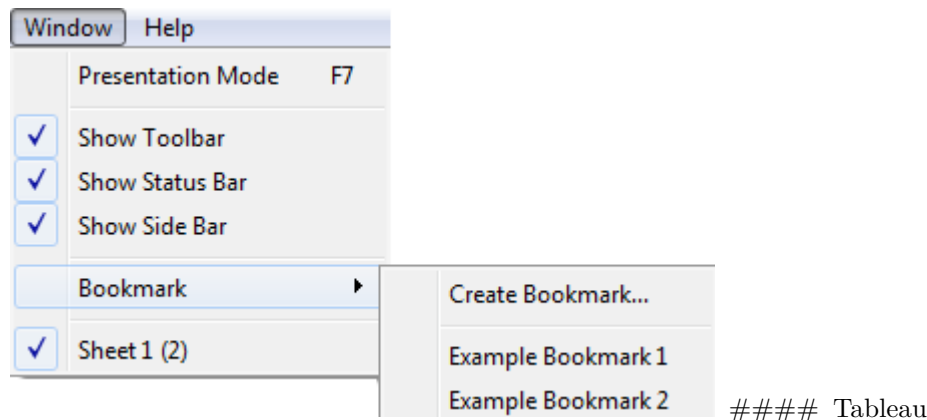 Window Help
Presentation Mode F7
Show Toolbar
Show Status Bar
Show Side Bar
Bookmark
Create Bookmark...
Sheet 1 (2)
Example Bookmark 1
Example Bookmark 2
#### Tableau